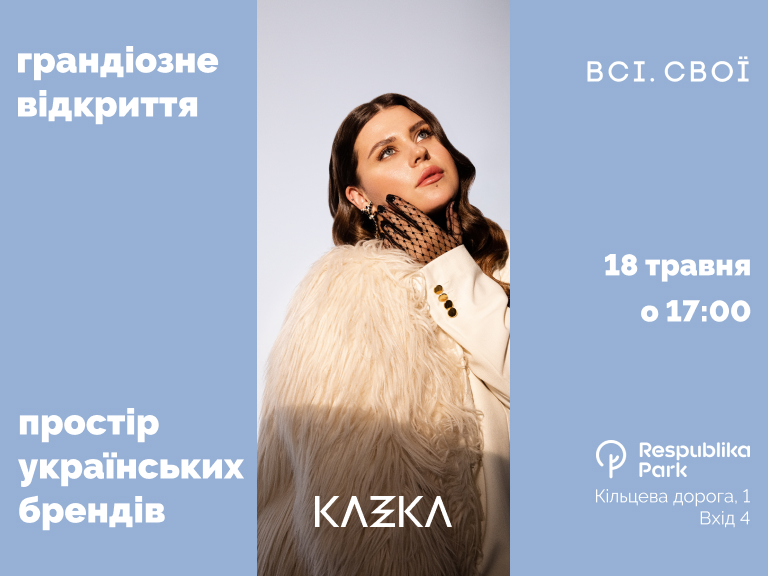 грандіозне
відкриття
ВСІ. СВОЇ
18 травня
о 17:00
простір
українських
брендів
KAZKA
Respublika
Park
Кільцева дорога, 1
Вхід 4